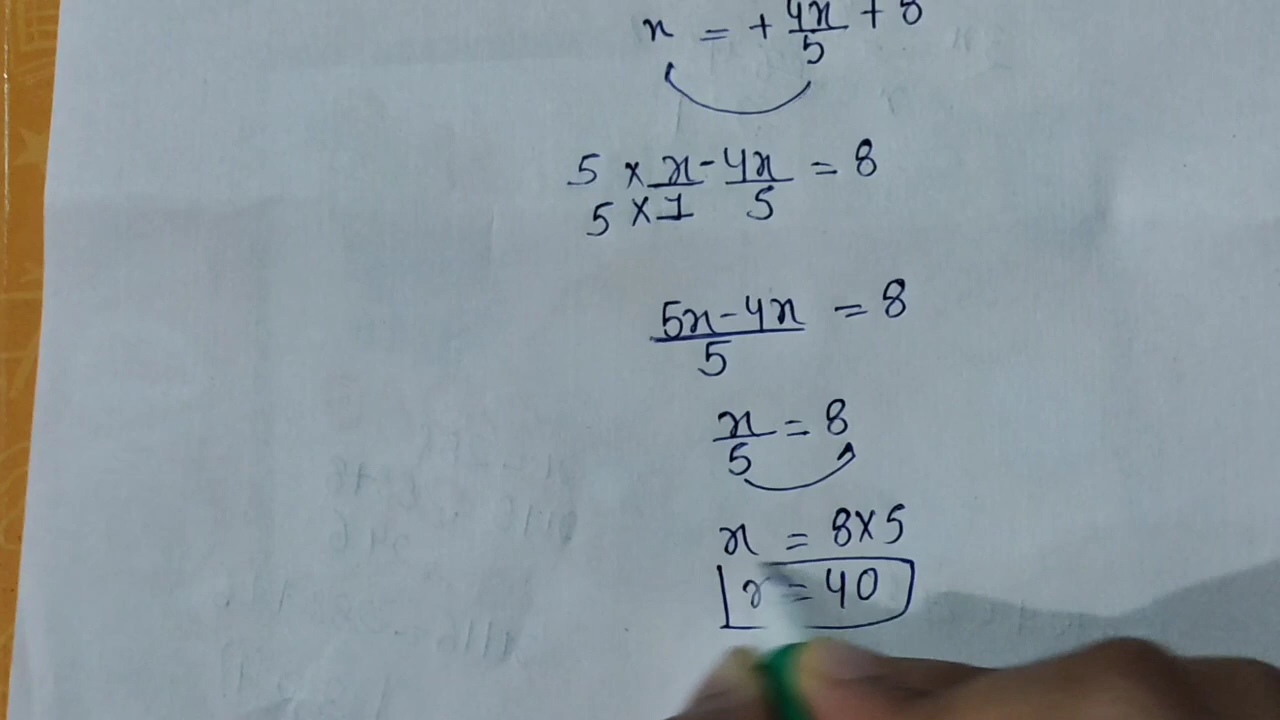 x = + 4x/5 + 8
5 × x/5 × 1 - 4x/5 = 8
5x - 4x/5 = 8
x/5 = 8
x = 8 × 5
x = 40